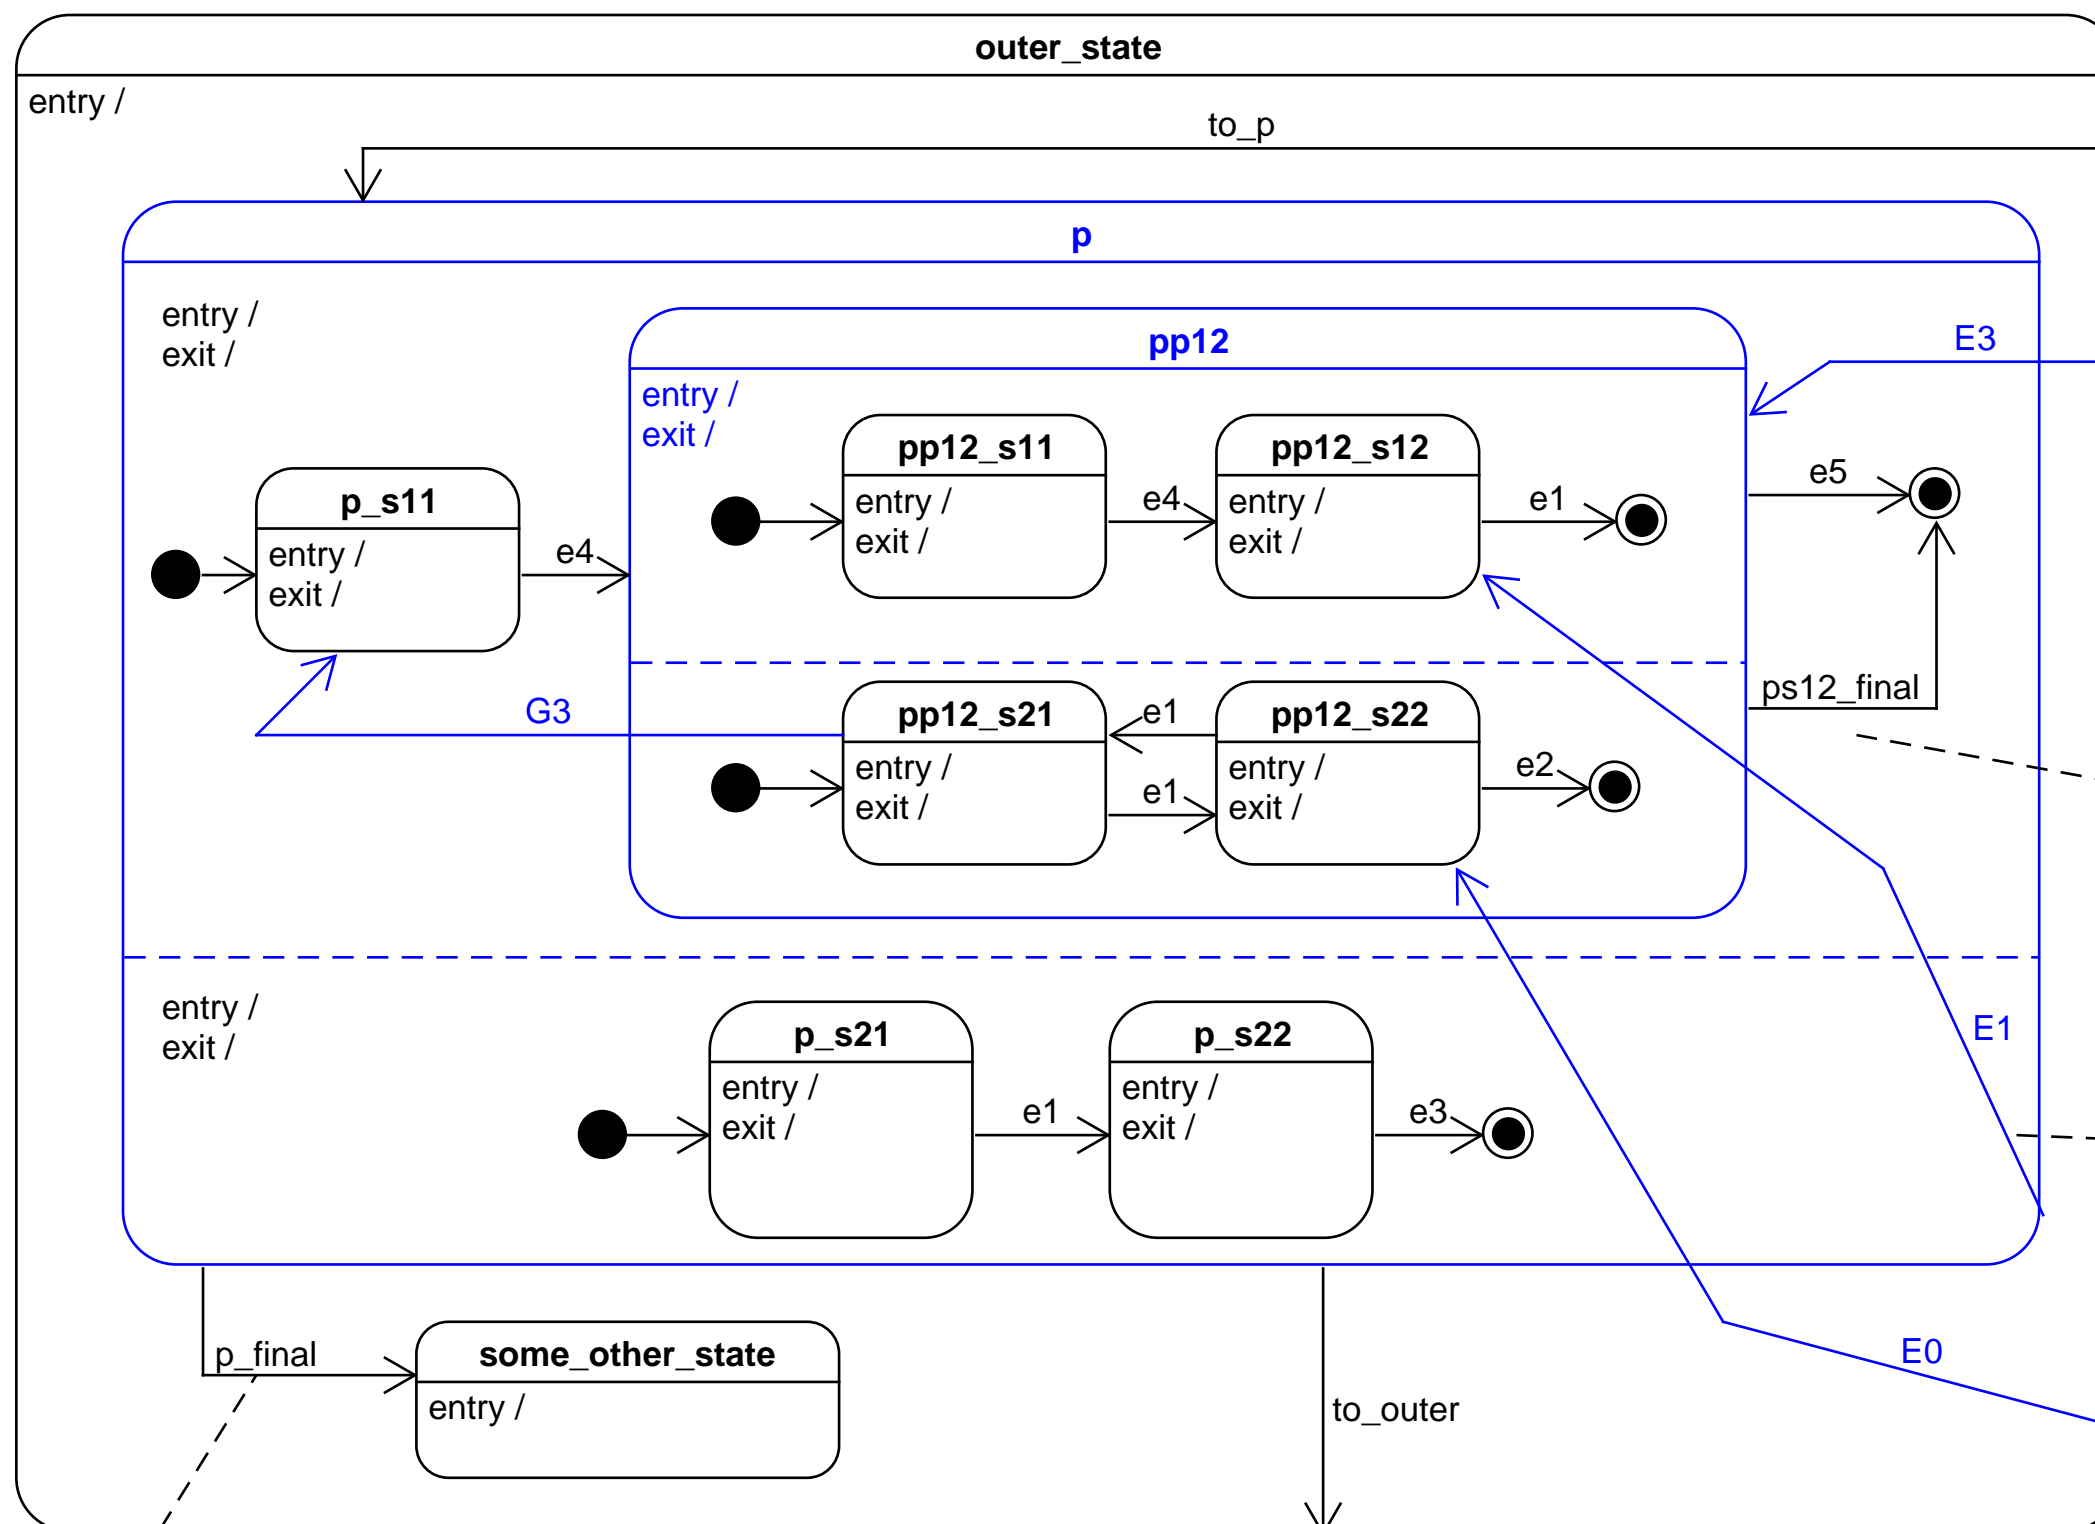 outer_state
entry /
to_p
p
entry /
exit /
pp12
E3
entry /
exit /
pp12_s11
entry /
exit /
e4
pp12_s12
entry /
exit /
e1
e5
p_s11
entry /
exit /
e4
ps12_final
G3
pp12_s21
entry /
exit /
e1
e1
pp12_s22
entry /
exit /
e2
entry /
exit /
p_s21
entry /
exit /
e1
p_s22
entry /
exit /
e3
E1
p_final
some_other_state
entry /
to_outer
E0